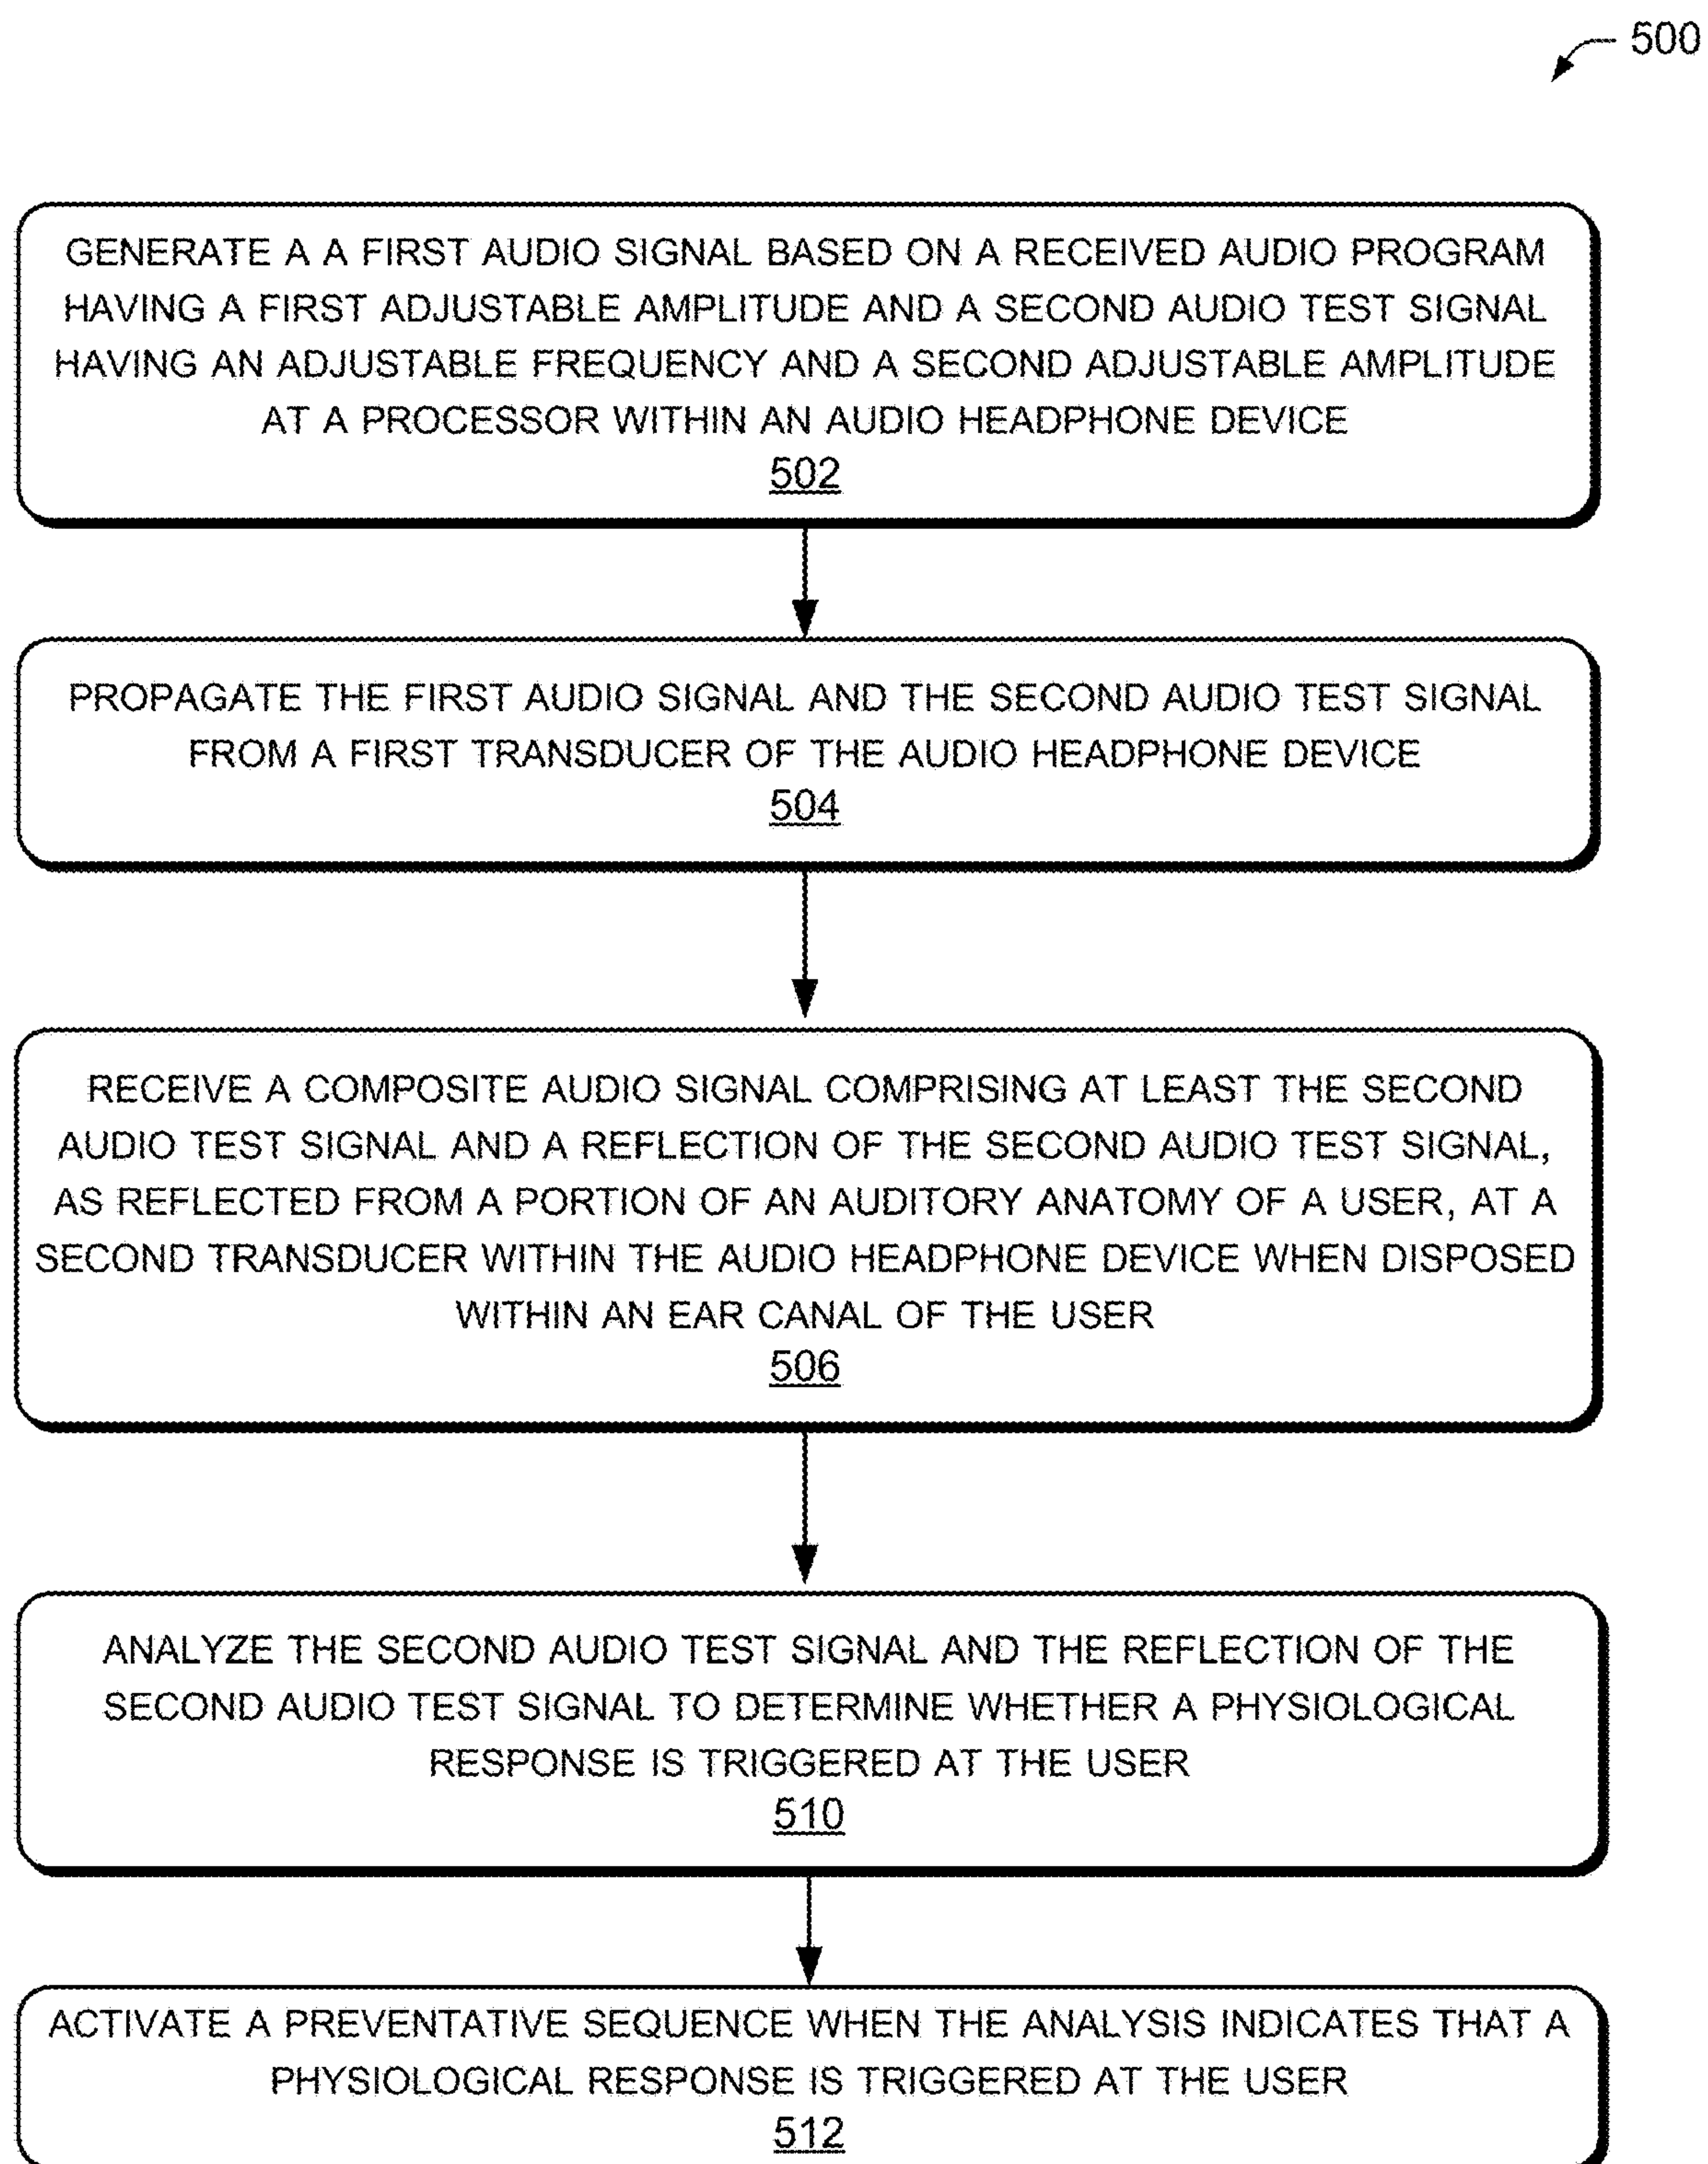 500
GENERATE A A FIRST AUDIO SIGNAL BASED ON A RECEIVED AUDIO PROGRAM
HAVING A FIRST ADJUSTABLE AMPLITUDE AND A SECOND AUDIO TEST SIGNAL
HAVING AN ADJUSTABLE FREQUENCY AND A SECOND ADJUSTABLE AMPLITUDE
AT A PROCESSOR WITHIN AN AUDIO HEADPHONE DEVICE
502
PROPAGATE THE FIRST AUDIO SIGNAL AND THE SECOND AUDIO TEST SIGNAL
FROM A FIRST TRANSDUCER OF THE AUDIO HEADPHONE DEVICE
504
RECEIVE A COMPOSITE AUDIO SIGNAL COMPRISING AT LEAST THE SECOND
AUDIO TEST SIGNAL AND A REFLECTION OF THE SECOND AUDIO TEST SIGNAL,
AS REFLECTED FROM A PORTION OF AN AUDITORY ANATOMY OF A USER, AT A
SECOND TRANSDUCER WITHIN THE AUDIO HEADPHONE DEVICE WHEN DISPOSED
WITHIN AN EAR CANAL OF THE USER
506
ANALYZE THE SECOND AUDIO TEST SIGNAL AND THE REFLECTION OF THE
SECOND AUDIO TEST SIGNAL TO DETERMINE WHETHER A PHYSIOLOGICAL
RESPONSE IS TRIGGERED AT THE USER
510
ACTIVATE A PREVENTATIVE SEQUENCE WHEN THE ANALYSIS INDICATES THAT A
PHYSIOLOGICAL RESPONSE IS TRIGGERED AT THE USER
512